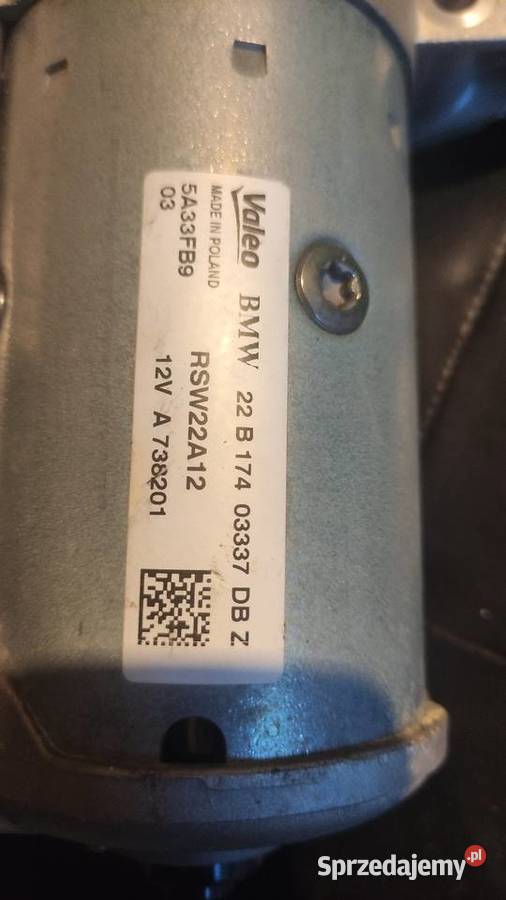 Valeo BMW 22 B 174 03337 DB Z
MADE IN POLAND
RSW22A12
5A33FB9
03
12V A 738201
Sprzedajemy.pl